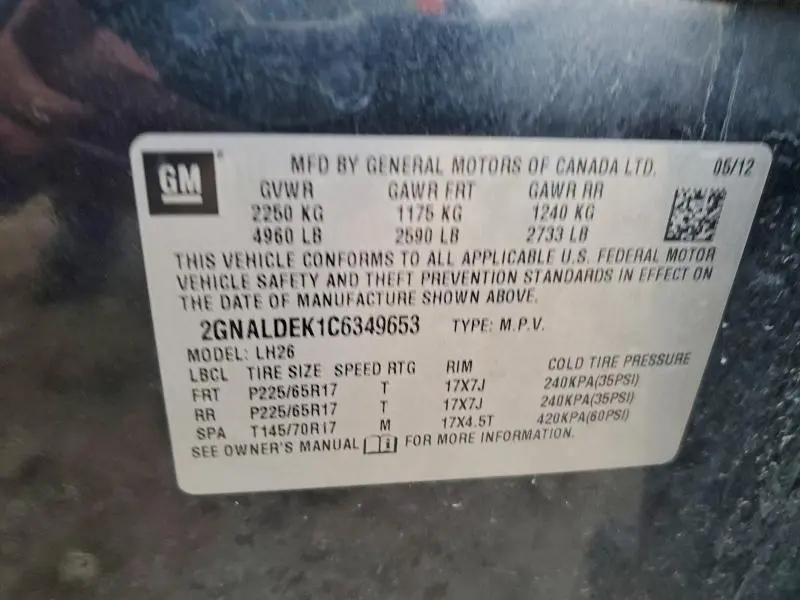 GM
MFD BY GENERAL MOTORS OF CANADA LTD. 05/12
GVWR GAWR FRT GAWR RR
2250 KG 1175 KG 1240 KG
4960 LB 2590 LB 2733 LB
THIS VEHICLE CONFORMS TO ALL APPLICABLE U.S. FEDERAL MOTOR
VEHICLE SAFETY AND THEFT PREVENTION STANDARDS IN EFFECT ON
THE DATE OF MANUFACTURE SHOWN ABOVE.
2GNALDEK1C6349653 TYPE: M.P.V.
MODEL: LH26
LBCL TIRE SIZE SPEED RTG RIM COLD TIRE PRESSURE
FRT P225/65R17 T 17X7J 240KPA(35PSI)
RR P225/65R17 T 17X7J 240KPA(35PSI)
SPA T145/70R17 M 17X4.5T 420KPA(60PSI)
SEE OWNER'S MANUAL i FOR MORE INFORMATION.